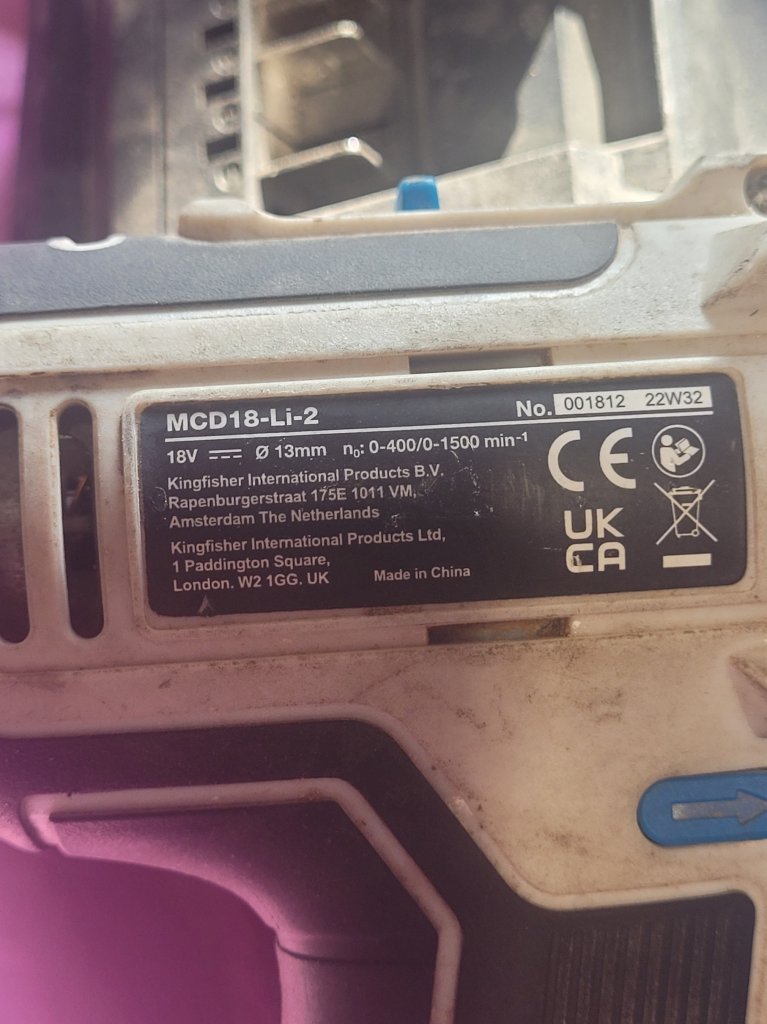 MCD18-Li-2 No. 001812 22W32
18V ⎓ Ø 13mm n₀: 0-400/0-1500 min⁻¹
Kingfisher International Products B.V.
Rapenburgerstraat 175E 1011 VM,
Amsterdam The Netherlands
Kingfisher International Products Ltd,
1 Paddington Square,
London. W2 1GG. UK Made in China
CE
UK
CA